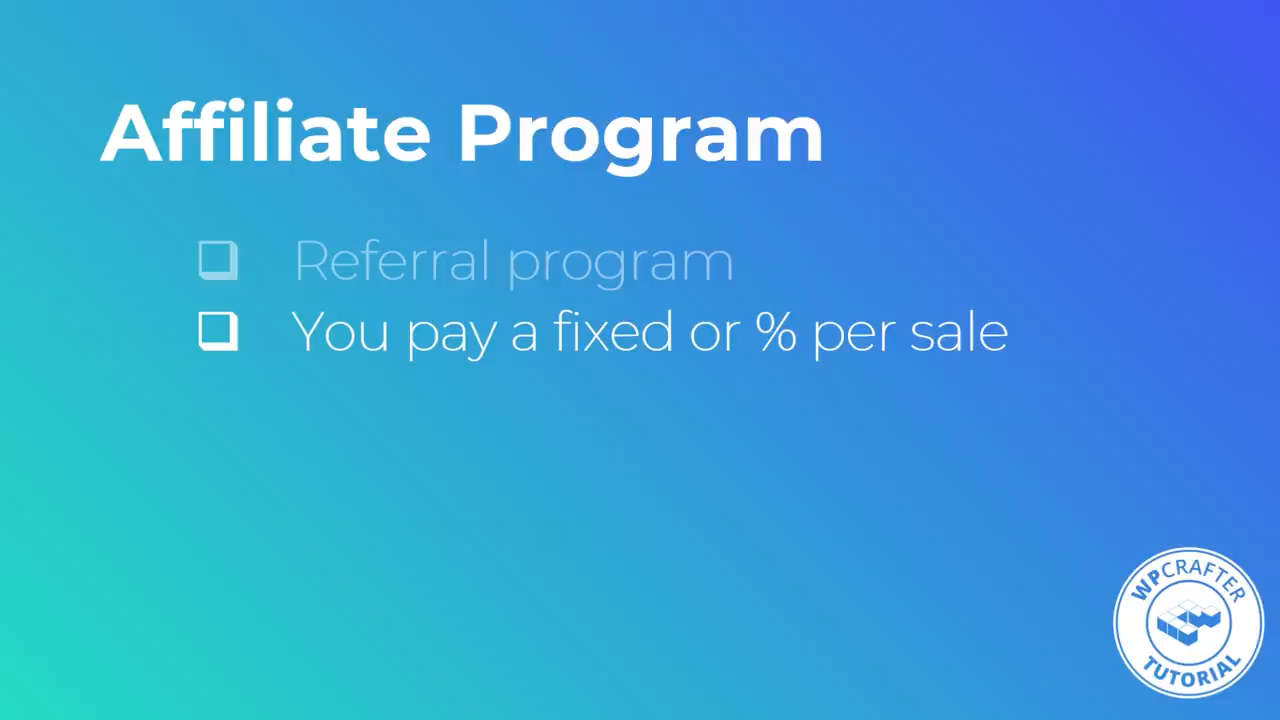 Affiliate Program
❑ Referral program
❑ You pay a fixed or % per sale
WPCRAFTER
TUTORIAL